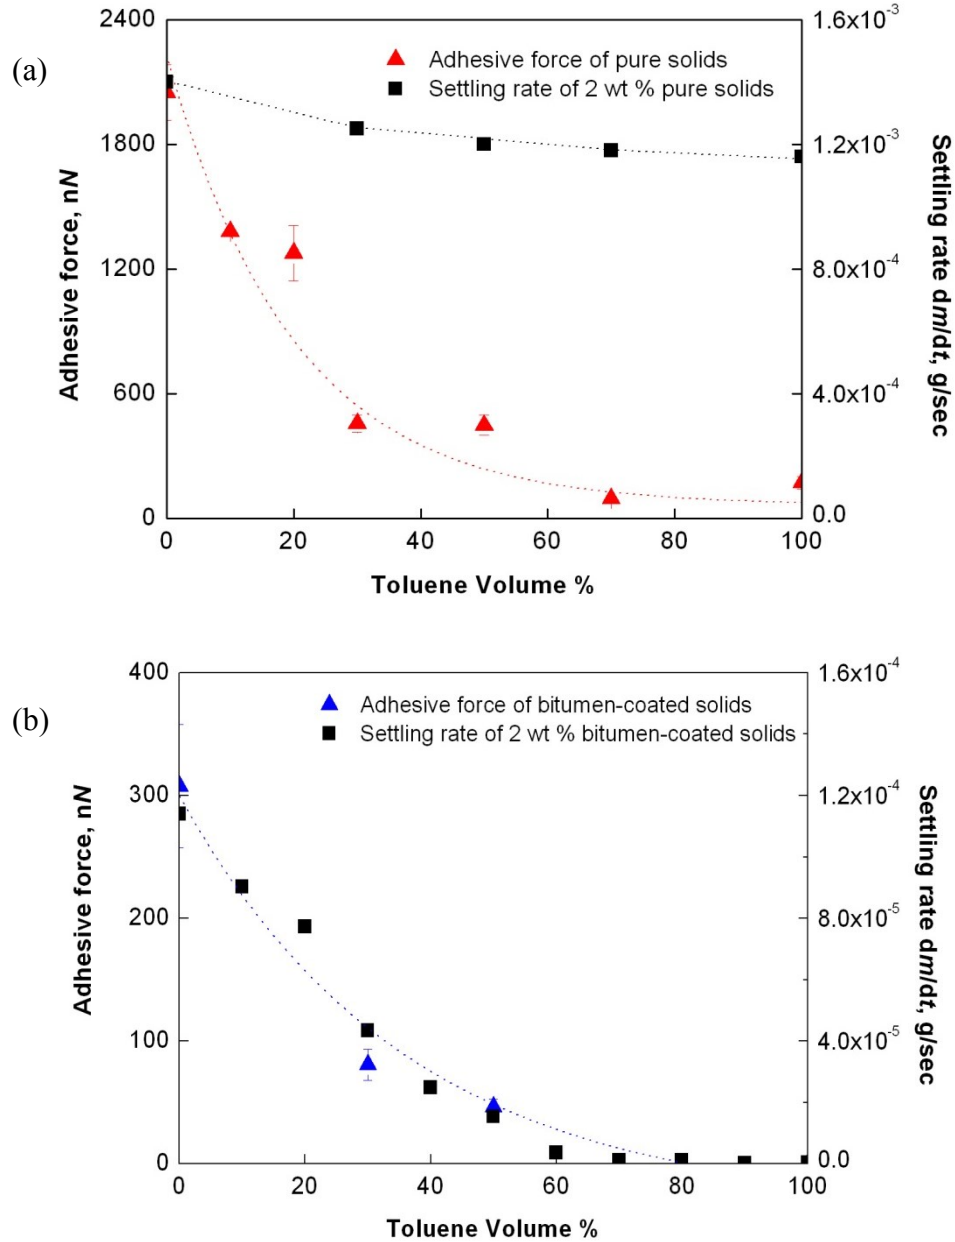 (a)
2400
1800
1200
600
0
Adhesive force, nN
Adhesive force of pure solids
Settling rate of 2 wt % pure solids
1.6x10⁻³
1.2x10⁻³
8.0x10⁻⁴
4.0x10⁻⁴
0.0
Settling rate dm/dt, g/sec
0 20 40 60 80 100
Toluene Volume %
(b)
400
300
200
100
0
Adhesive force, nN
Adhesive force of bitumen-coated solids
Settling rate of 2 wt % bitumen-coated solids
1.6x10⁻⁴
1.2x10⁻⁴
8.0x10⁻⁵
4.0x10⁻⁵
0.0
Settling rate dm/dt, g/sec
0 20 40 60 80 100
Toluene Volume %